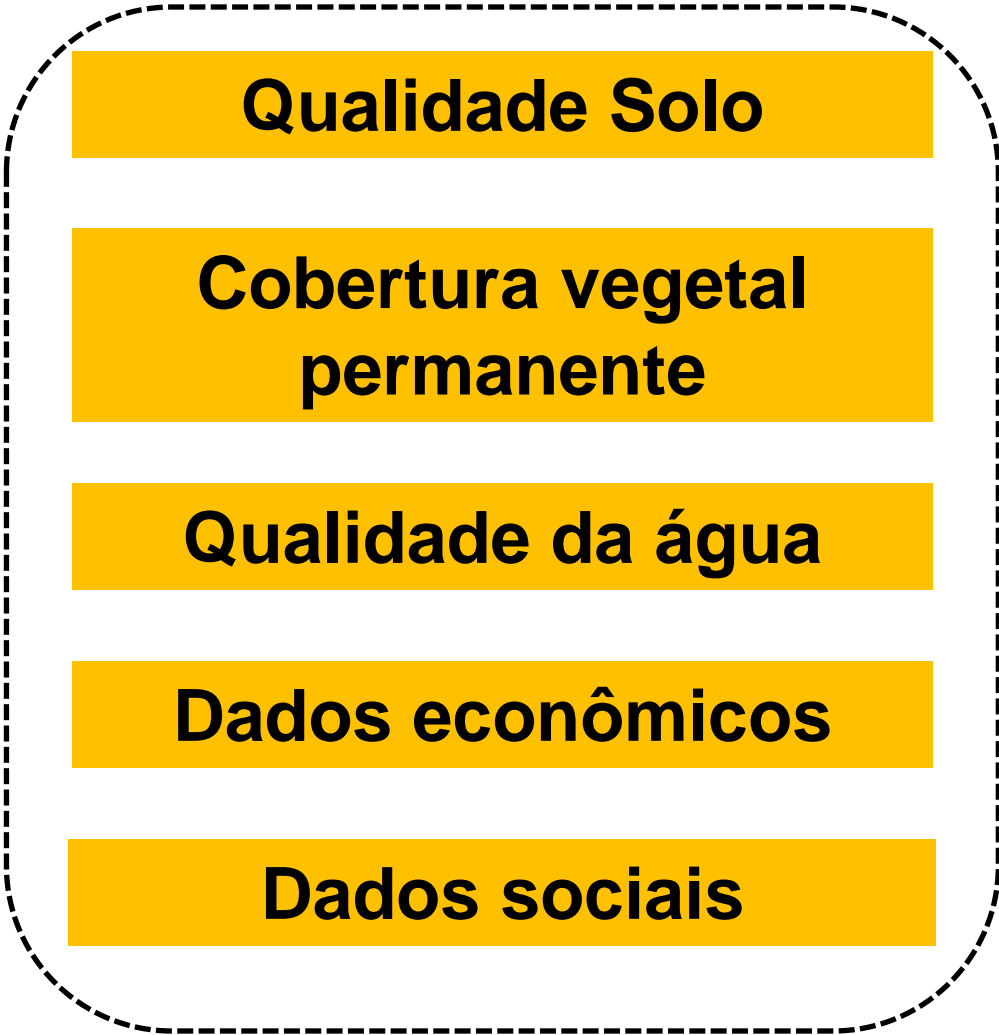 Qualidade Solo
Cobertura vegetal
permanente
Qualidade da água
Dados econômicos
Dados sociais